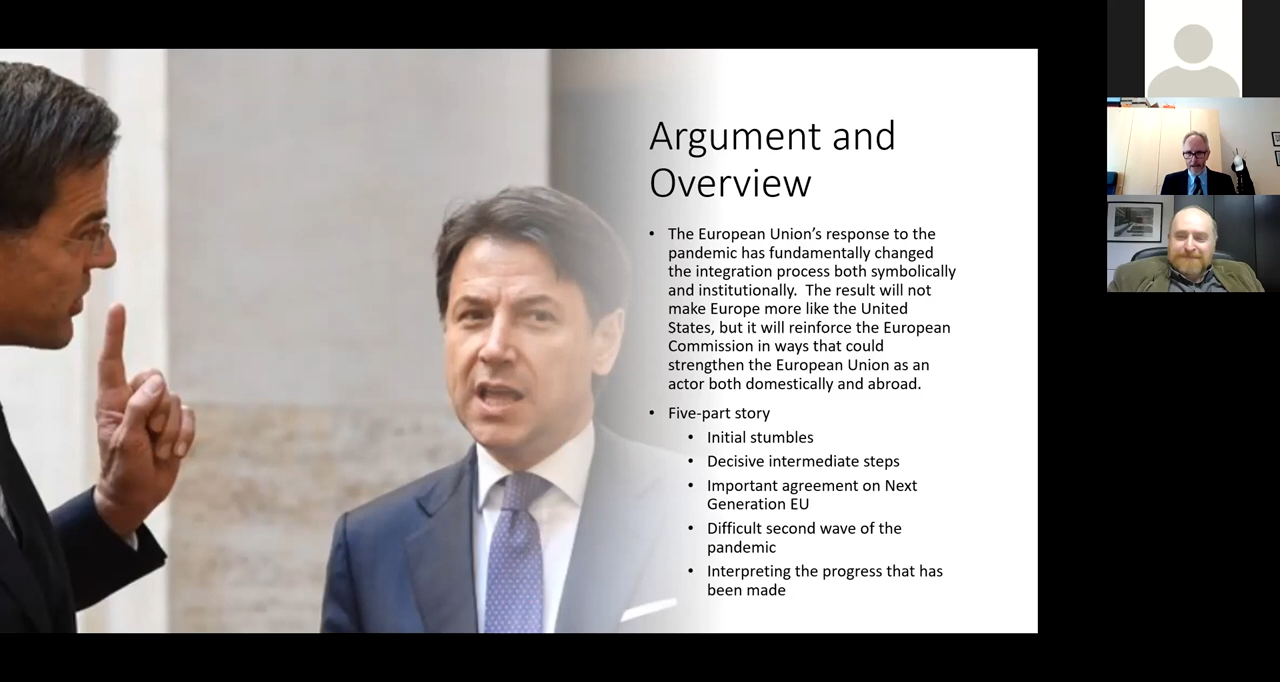 Argument and
Overview
• The European Union’s response to the
pandemic has fundamentally changed
the integration process both symbolically
and institutionally.  The result will not
make Europe more like the United
States, but it will reinforce the European
Commission in ways that could
strengthen the European Union as an
actor both domestically and abroad.
• Five-part story
• Initial stumbles
• Decisive intermediate steps
• Important agreement on Next
Generation EU
• Difficult second wave of the
pandemic
• Interpreting the progress that has
been made